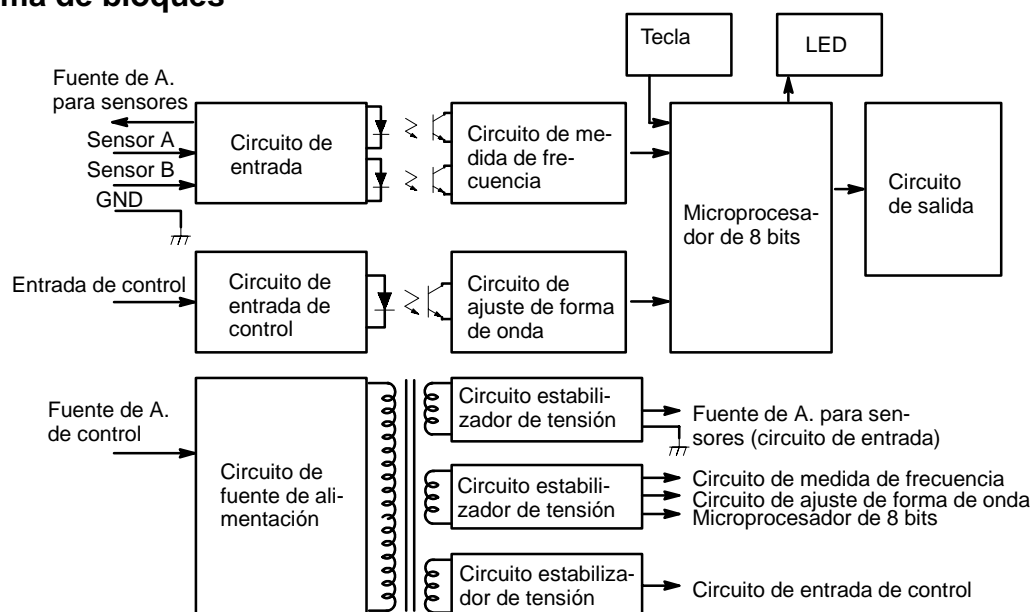 ma de bloques
Tecla
LED
Fuente de A.
para sensores
Sensor A
Sensor B
GND
Circuito de
entrada
Circuito de me-
dida de fre-
cuencia
Microprocesa-
dor de 8 bits
Circuito
de salida
Entrada de control
Circuito de
entrada de
control
Circuito de
ajuste de forma
de onda
Fuente de A.
de control
Circuito de
fuente de ali-
mentación
Circuito estabili-
zador de tensión
Fuente de A. para sen-
sores (circuito de entrada)
Circuito estabili-
zador de tensión
Circuito de medida de frecuencia
Circuito de ajuste de forma de onda
Microprocesador de 8 bits
Circuito estabiliza-
dor de tensión
Circuito de entrada de control